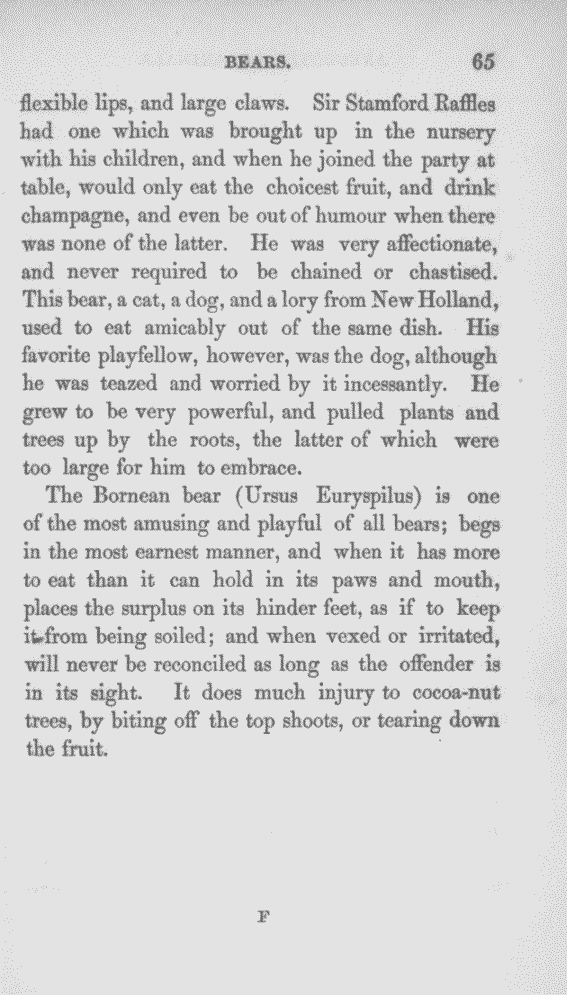 BEARS. 65
flexible lips, and large claws. Sir Stamford Raffles
had one which was brought up in the nursery
with his children, and when he joined the party at
table, would only eat the choicest fruit, and drink
champagne, and even be out of humour when there
was none of the latter. He was very affectionate,
and never required to be chained or chastised.
This bear, a cat, a dog, and a lory from New Holland,
used to eat amicably out of the same dish. His
favorite playfellow, however, was the dog, although
he was teazed and worried by it incessantly. He
grew to be very powerful, and pulled plants and
trees up by the roots, the latter of which were
too large for him to embrace.
The Bornean bear (Ursus Euryspilus) is one
of the most amusing and playful of all bears; begs
in the most earnest manner, and when it has more
to eat than it can hold in its paws and mouth,
places the surplus on its hinder feet, as if to keep
it from being soiled; and when vexed or irritated,
will never be reconciled as long as the offender is
in its sight. It does much injury to cocoa-nut
trees, by biting off the top shoots, or tearing down
the fruit.
F